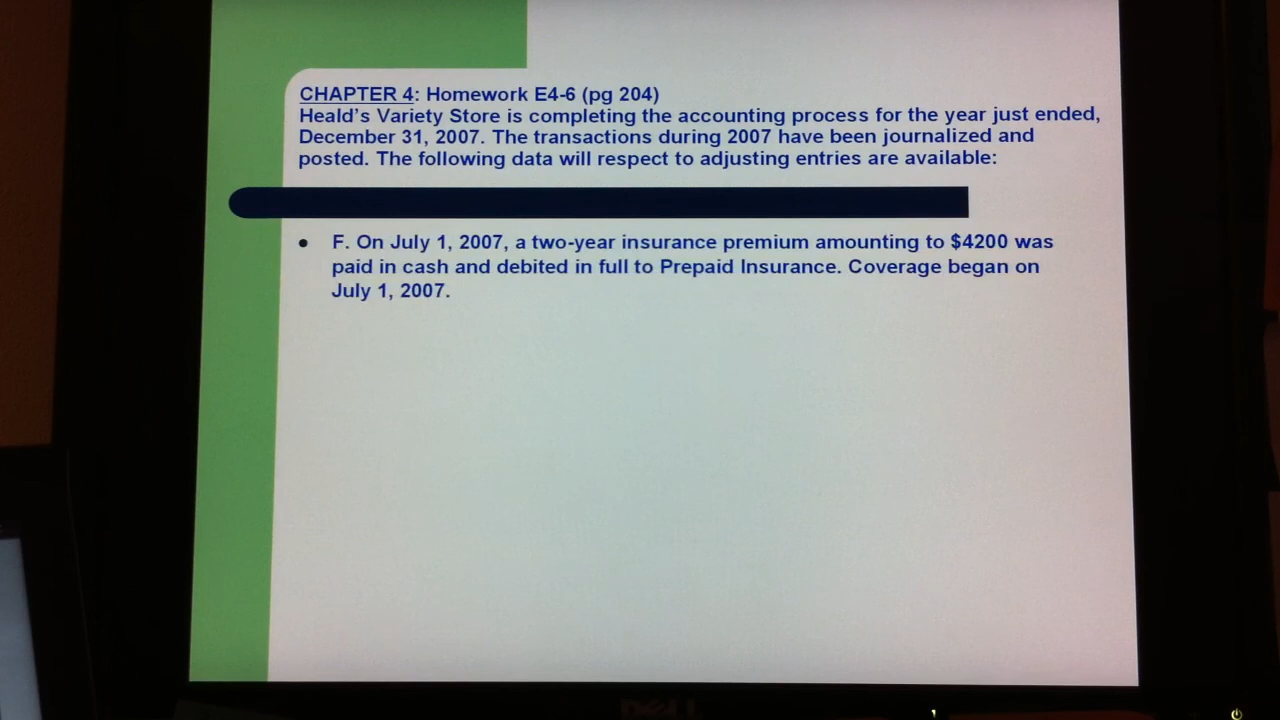 CHAPTER 4: Homework E4-6 (pg 204)
Heald's Variety Store is completing the accounting process for the year just ended,
December 31, 2007. The transactions during 2007 have been journalized and
posted. The following data will respect to adjusting entries are available:
• F. On July 1, 2007, a two-year insurance premium amounting to $4200 was
paid in cash and debited in full to Prepaid Insurance. Coverage began on
July 1, 2007.
DELL